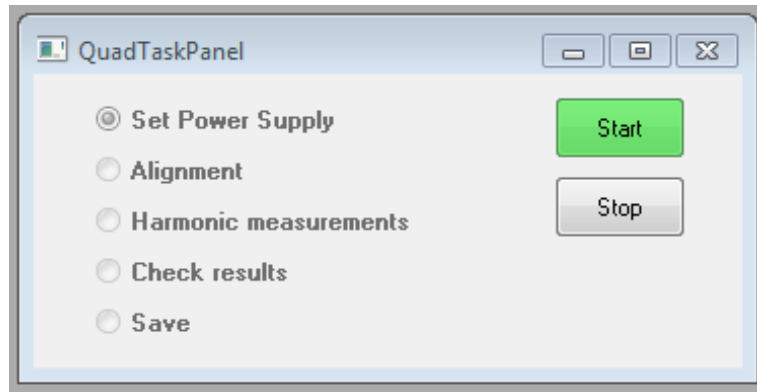 QuadTaskPanel
Set Power Supply
Start
Alignment
Stop
Harmonic measurements
Check results
Save